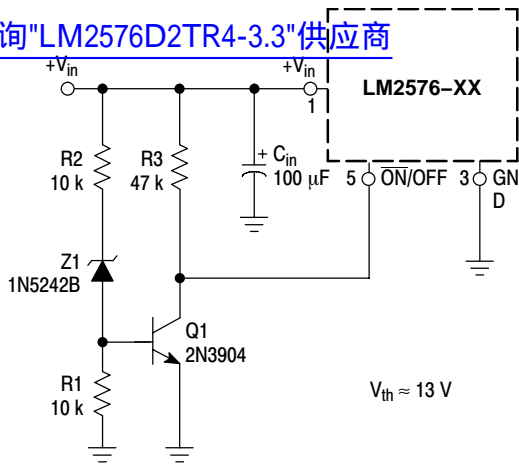 询"LM2576D2TR4-3.3"供应商
+Vin
+Vin
1
LM2576–XX
R2
10 k
R3
47 k
+ Cin
100 μF
5
ON/OFF
3
GN
D
Z1
1N5242B
Q1
2N3904
R1
10 k
Vth ≈ 13 V